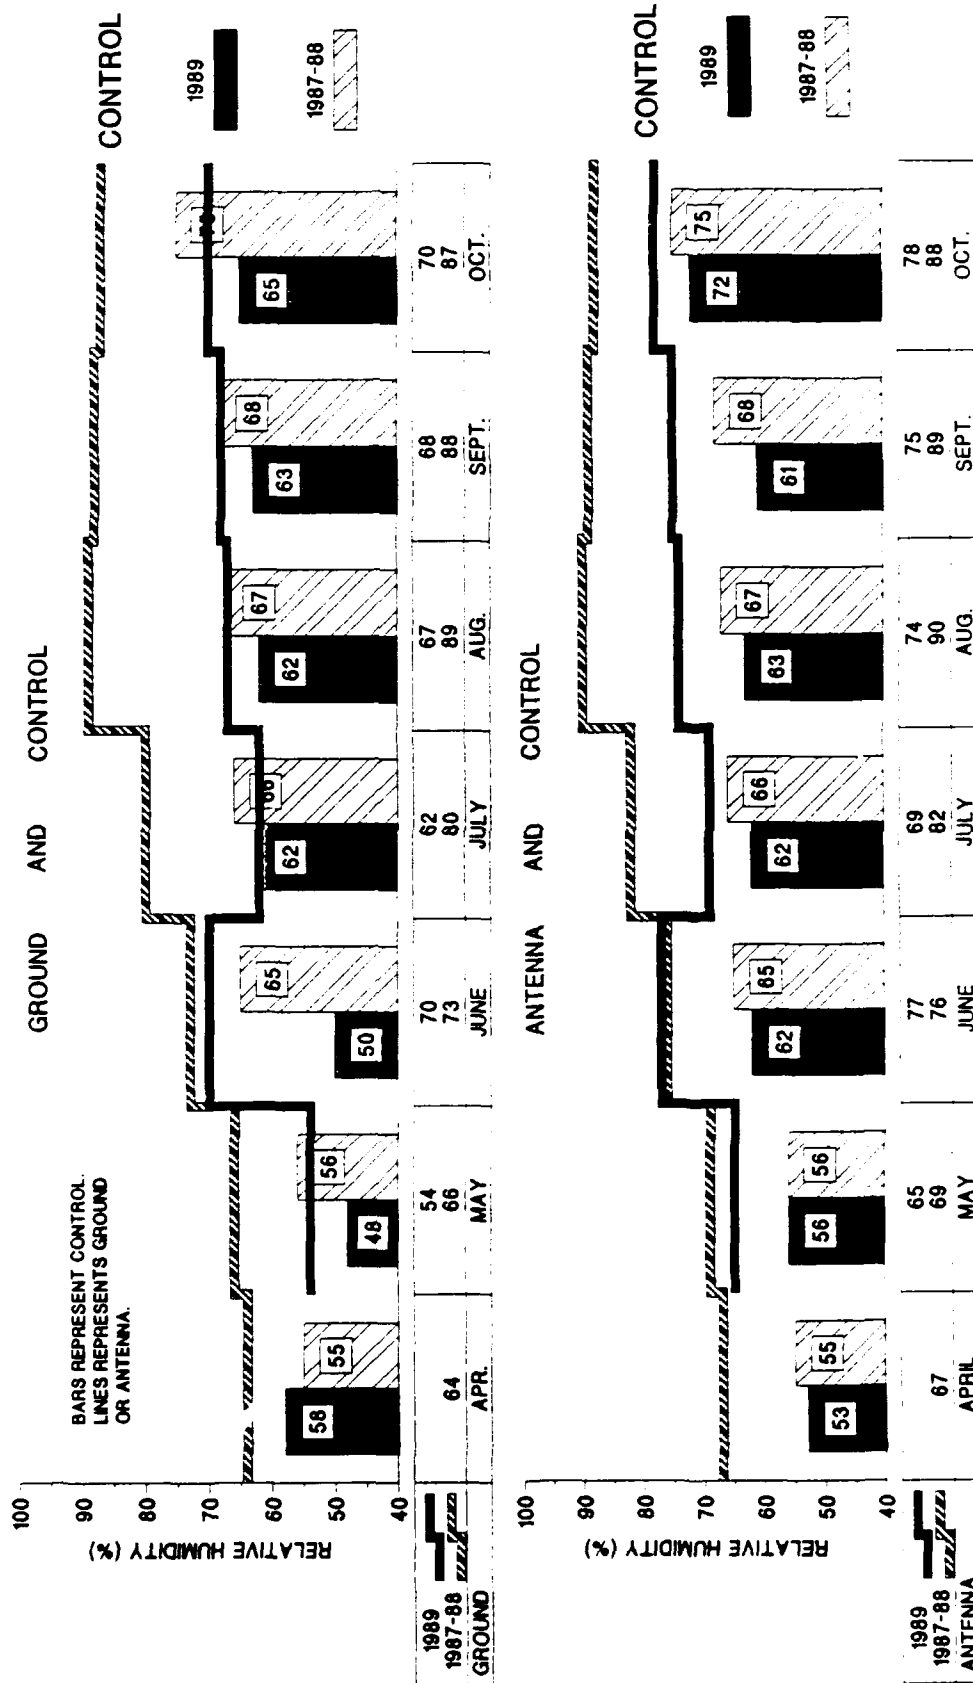 GROUND AND CONTROL
BARS REPRESENT CONTROL.
LINES REPRESENTS GROUND
OR ANTENNA.
CONTROL
1989
1987-88
RELATIVE HUMIDITY (%)
100
90
80
70
60
50
40
58 55 48 56 50 65 62 66 62 67 63 68 65
1989 54 70 62 67 68 70
1987-88 64 66 73 80 89 88 87
GROUND APR. MAY JUNE JULY AUG. SEPT. OCT.
ANTENNA AND CONTROL
CONTROL
1989
1987-88
RELATIVE HUMIDITY (%)
100
90
80
70
60
50
40
53 55 56 56 62 65 62 66 63 67 61 68 72 75
1989 65 77 69 74 75 78
1987-88 67 69 76 82 90 89 88
ANTENNA APRIL MAY JUNE JULY AUG. SEPT. OCT.